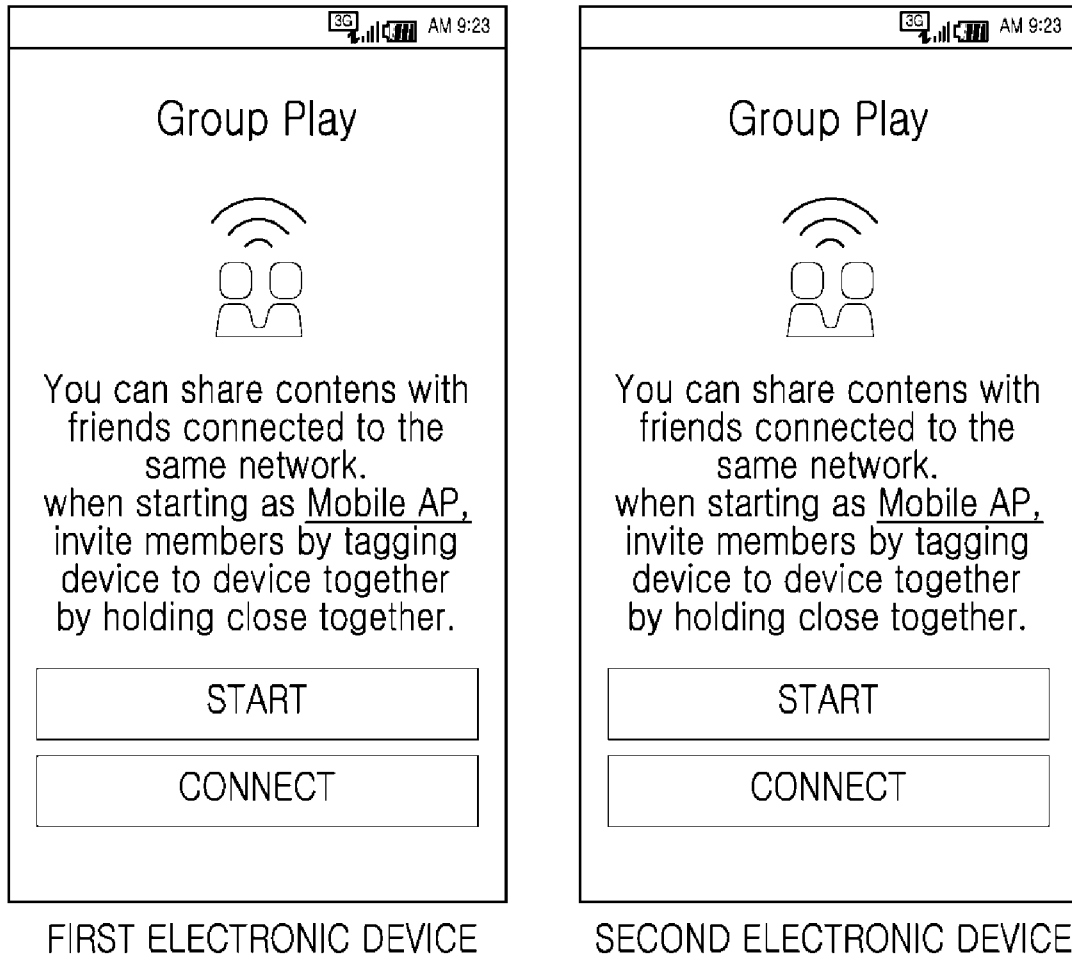 3G AM 9:23
Group Play
You can share contens with
friends connected to the
same network.
when starting as Mobile AP,
invite members by tagging
device to device together
by holding close together.
START
CONNECT
FIRST ELECTRONIC DEVICE
3G AM 9:23
Group Play
You can share contens with
friends connected to the
same network.
when starting as Mobile AP,
invite members by tagging
device to device together
by holding close together.
START
CONNECT
SECOND ELECTRONIC DEVICE